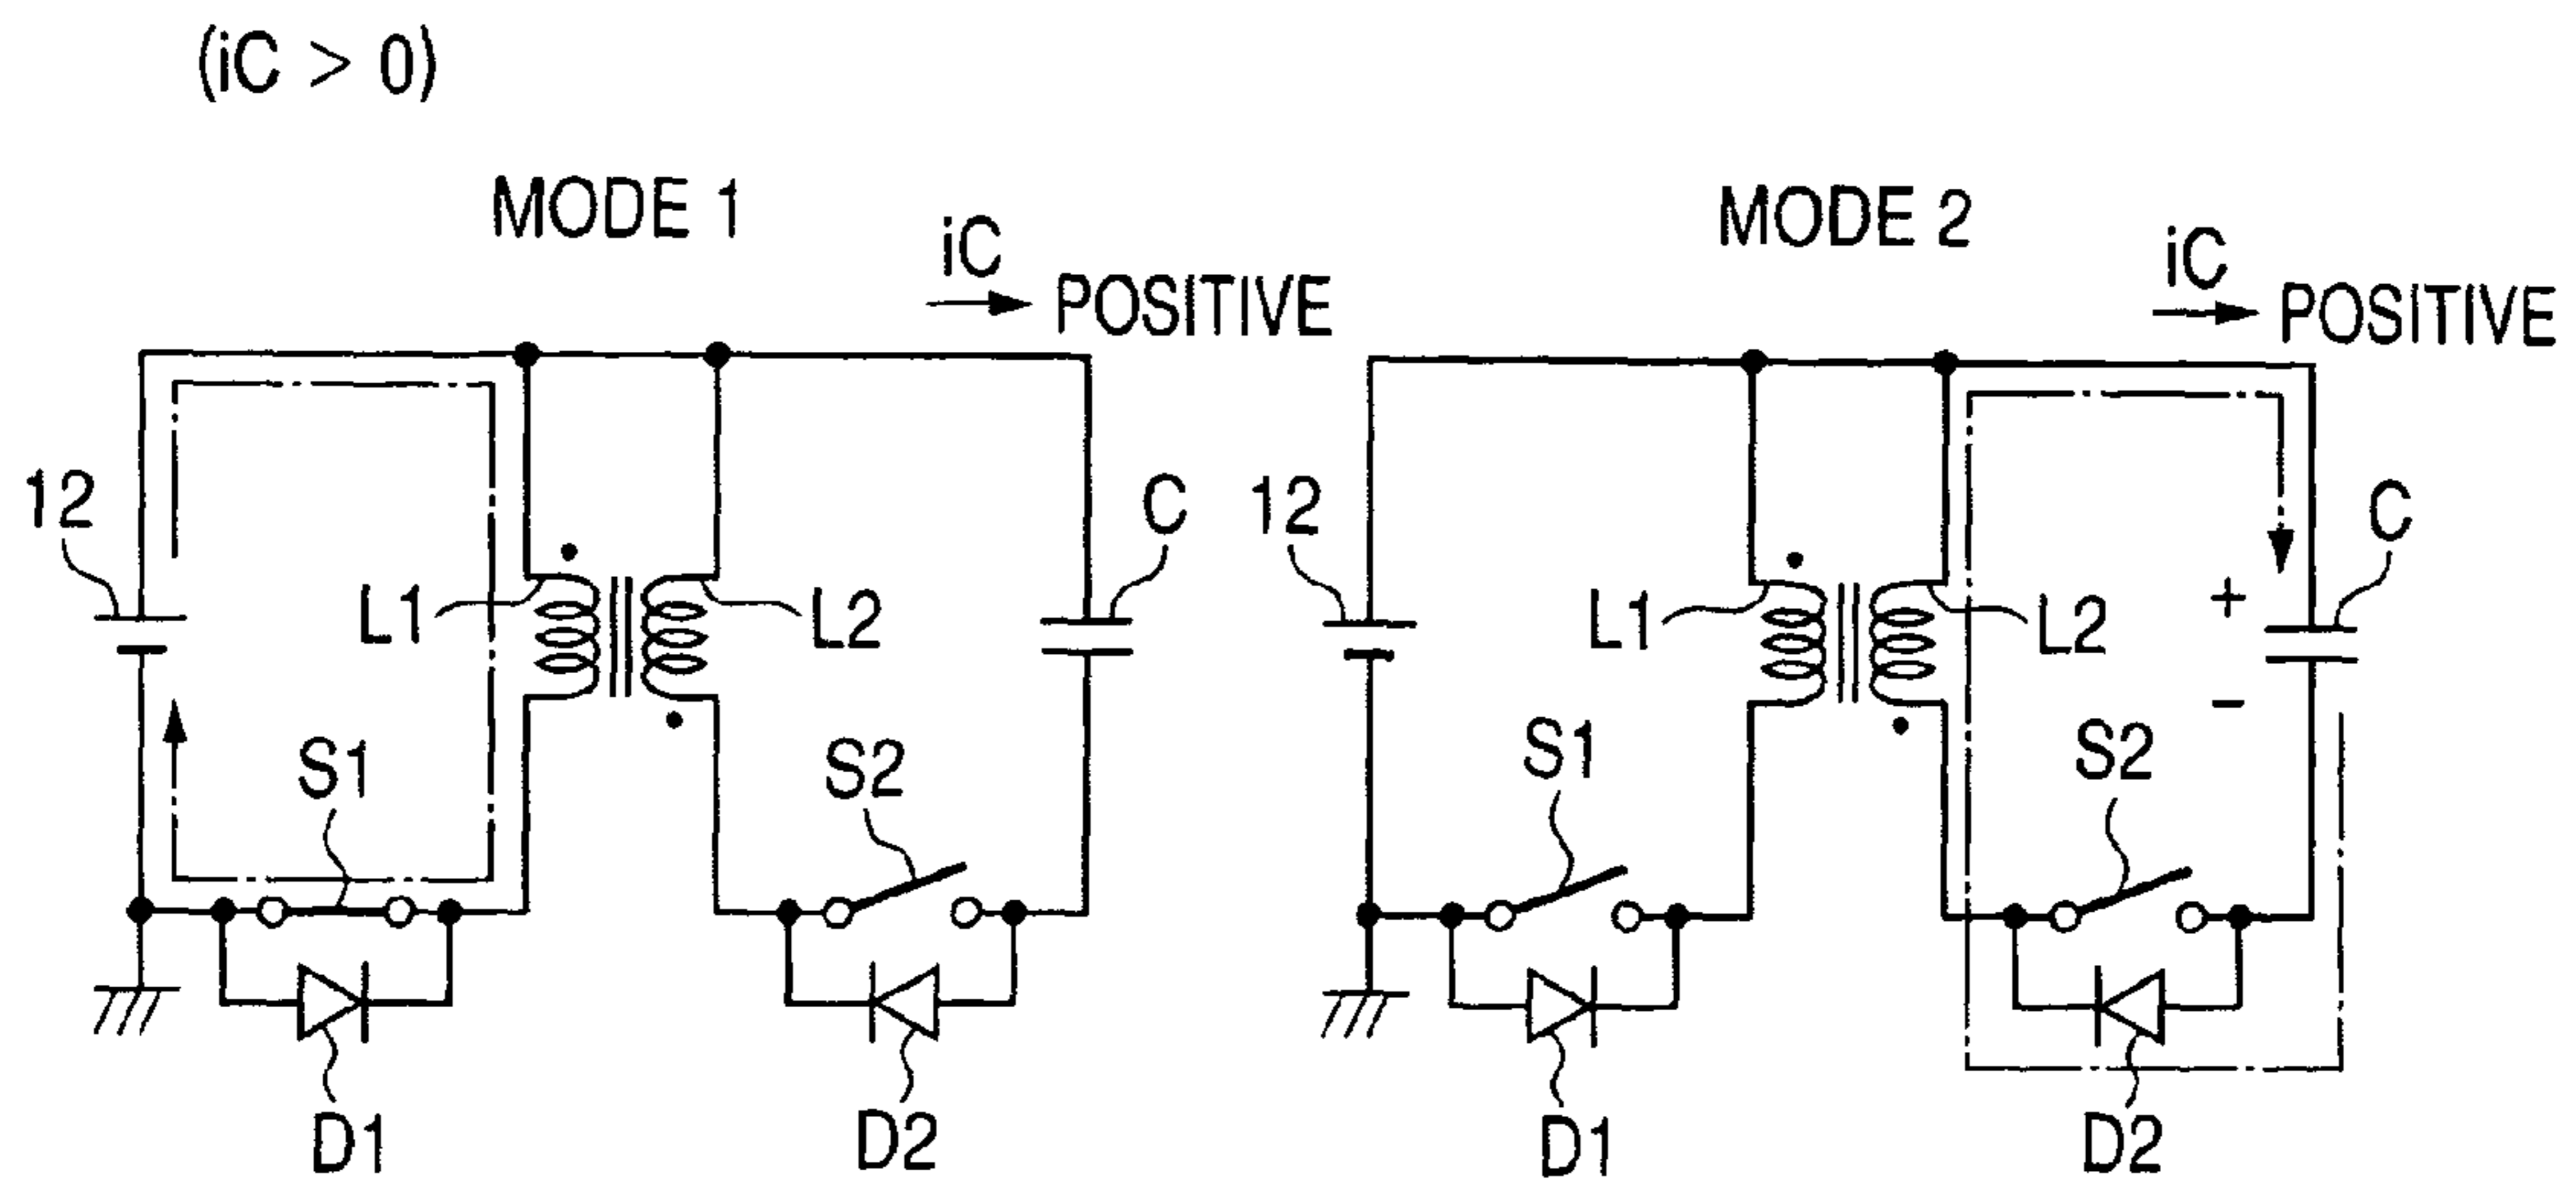 (iC > 0)
MODE 1
iC
POSITIVE
12
L1
L2
C
S1
S2
D1
D2
MODE 2
iC
POSITIVE
12
L1
L2
+
C
−
S1
S2
D1
D2